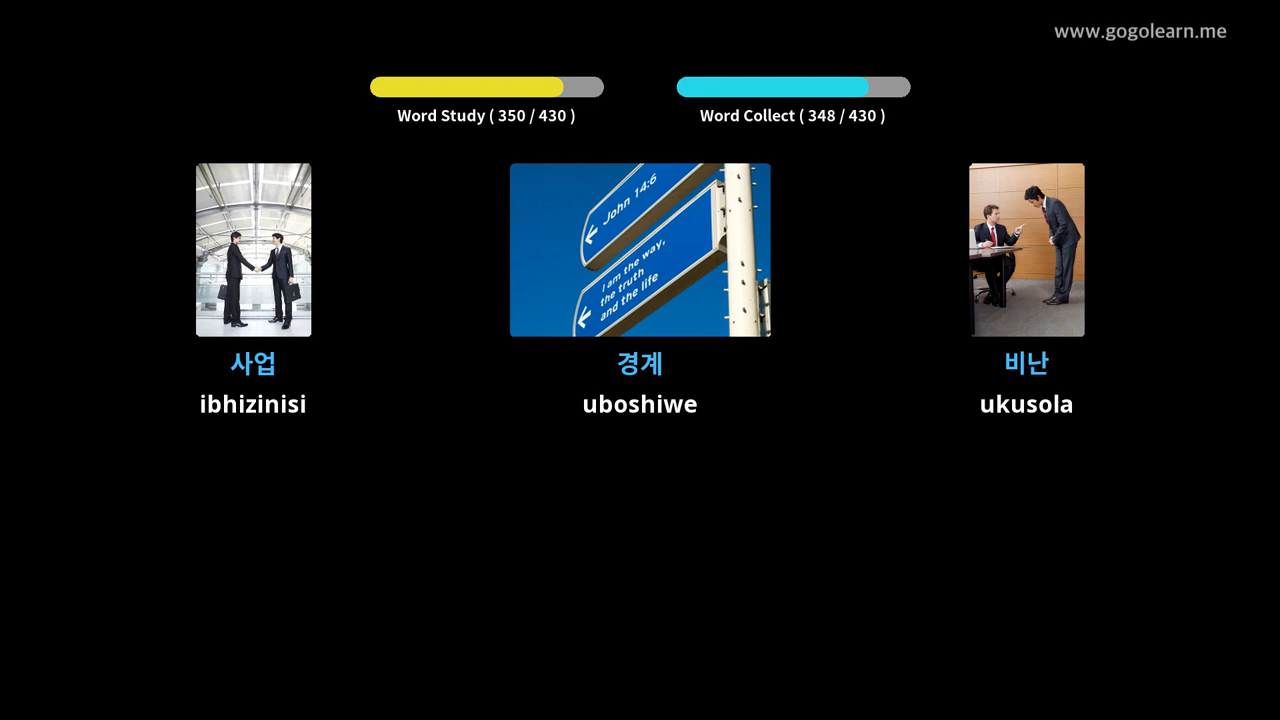 www.gogolearn.me
Word Study ( 350 / 430 )
Word Collect ( 348 / 430 )
John 14:6
I am the way,
the truth
and the life
사업
경계
비난
ibhizinisi
uboshiwe
ukusola